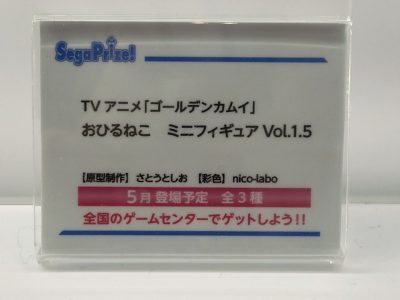 SegaPrize!
TV アニメ「ゴールデンカムイ」
おひるねこ　ミニフィギュア Vol.1.5
【原型制作】 さとうとしお 【彩色】 nico-labo
5月 登場予定　全3種
全国のゲームセンターでゲットしよう!!